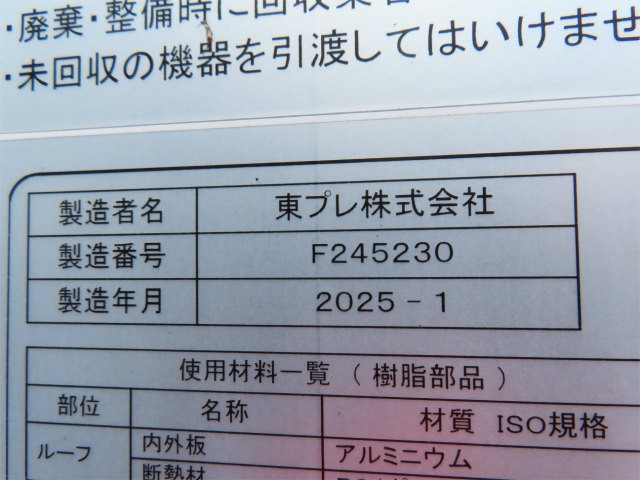 ・廃棄・整備時に回収業者
・未回収の機器を引渡してはいけませ
製造者名 東プレ株式会社
製造番号 F245230
製造年月 2025-1
使用材料一覧 (樹脂部品)
部位 名称 材質 ISO規格
ルーフ 内外板 アルミニウム
断熱材